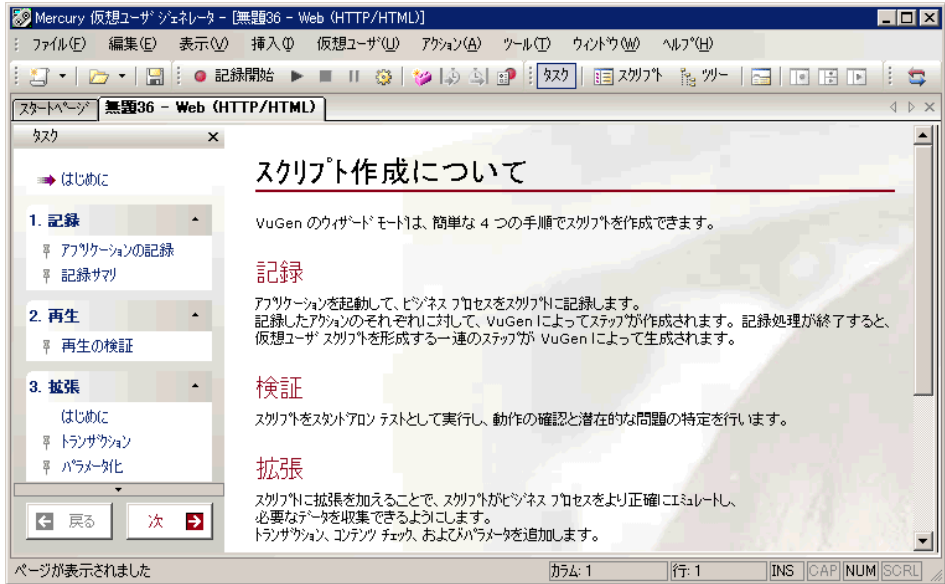 Mercury 仮想ユーザ ジェネレータ - [無題36 - Web (HTTP/HTML)]
ファイル(F) 編集(E) 表示(V) 挿入(I) 仮想ユーザ(U) アクション(A) ツール(T) ウィンドウ(W) ヘルプ(H)
記録開始 タスク スクリプト ツリー
スタートページ 無題36 - Web (HTTP/HTML)
タスク
はじめに
1. 記録
アプリケーションの記録
記録サマリ
2. 再生
再生の検証
3. 拡張
はじめに
トランザクション
パラメータ化
戻る 次
スクリプト作成について
VuGen のウィザード モードは、簡単な 4 つの手順でスクリプトを作成できます。
記録
アプリケーションを起動して、ビジネス プロセスをスクリプトに記録します。
記録したアクションのそれぞれに対して、VuGen によってステップが作成されます。記録処理が終了すると、
仮想ユーザ スクリプトを形成する一連のステップが VuGen によって生成されます。
検証
スクリプトをスタンドアロン テストとして実行し、動作の確認と潜在的な問題の特定を行います。
拡張
スクリプトに拡張を加えることで、スクリプトがビジネス プロセスをより正確にエミュレートし、
必要なデータを収集できるようにします。
トランザクション、コンテンツ チェック、およびパラメータを追加します。
ページが表示されました カラム: 1 行: 1 INS CAP NUM SCRL